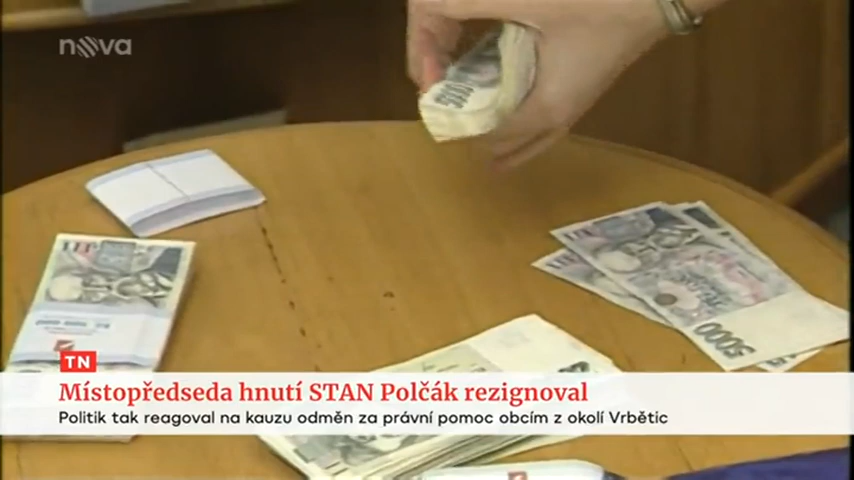 nova
5000
TN
Místopředseda hnutí STAN Polčák rezignoval
Politik tak reagoval na kauzu odměn za právní pomoc obcím z okolí Vrbětic